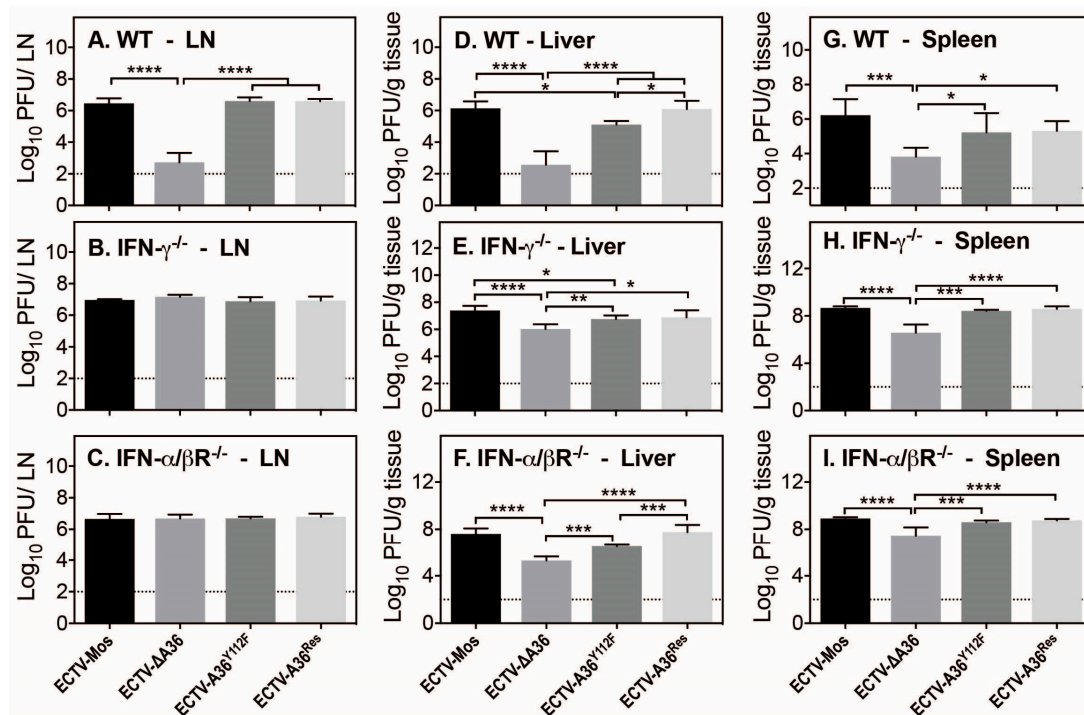 A. WT - LN
Log10 PFU/ LN
10
8
6
4
2
0
****
****
D. WT - Liver
Log10 PFU/g tissue
10
8
6
4
2
0
****
****
*
*
G. WT - Spleen
Log10 PFU/g tissue
10
8
6
4
2
***
*
*
B. IFN-γ-/- - LN
Log10 PFU/ LN
10
8
6
4
2
0
E. IFN-γ-/- - Liver
Log10 PFU/g tissue
12
10
8
6
4
2
0
*
****
*
**
H. IFN-γ-/- - Spleen
Log10 PFU/g tissue
12
8
4
0
****
****
***
C. IFN-α/βR-/- - LN
Log10 PFU/ LN
10
8
6
4
2
0
F. IFN-α/βR-/- - Liver
Log10 PFU/g tissue
12
8
4
0
****
****
***
***
I. IFN-α/βR-/- - Spleen
Log10 PFU/g tissue
12
8
4
0
****
****
***
ECTV-Mos
ECTV-ΔA36
ECTV-A36Y112F
ECTV-A36Res
ECTV-Mos
ECTV-ΔA36
ECTV-A36Y112F
ECTV-A36Res
ECTV-Mos
ECTV-ΔA36
ECTV-A36Y112F
ECTV-A36Res